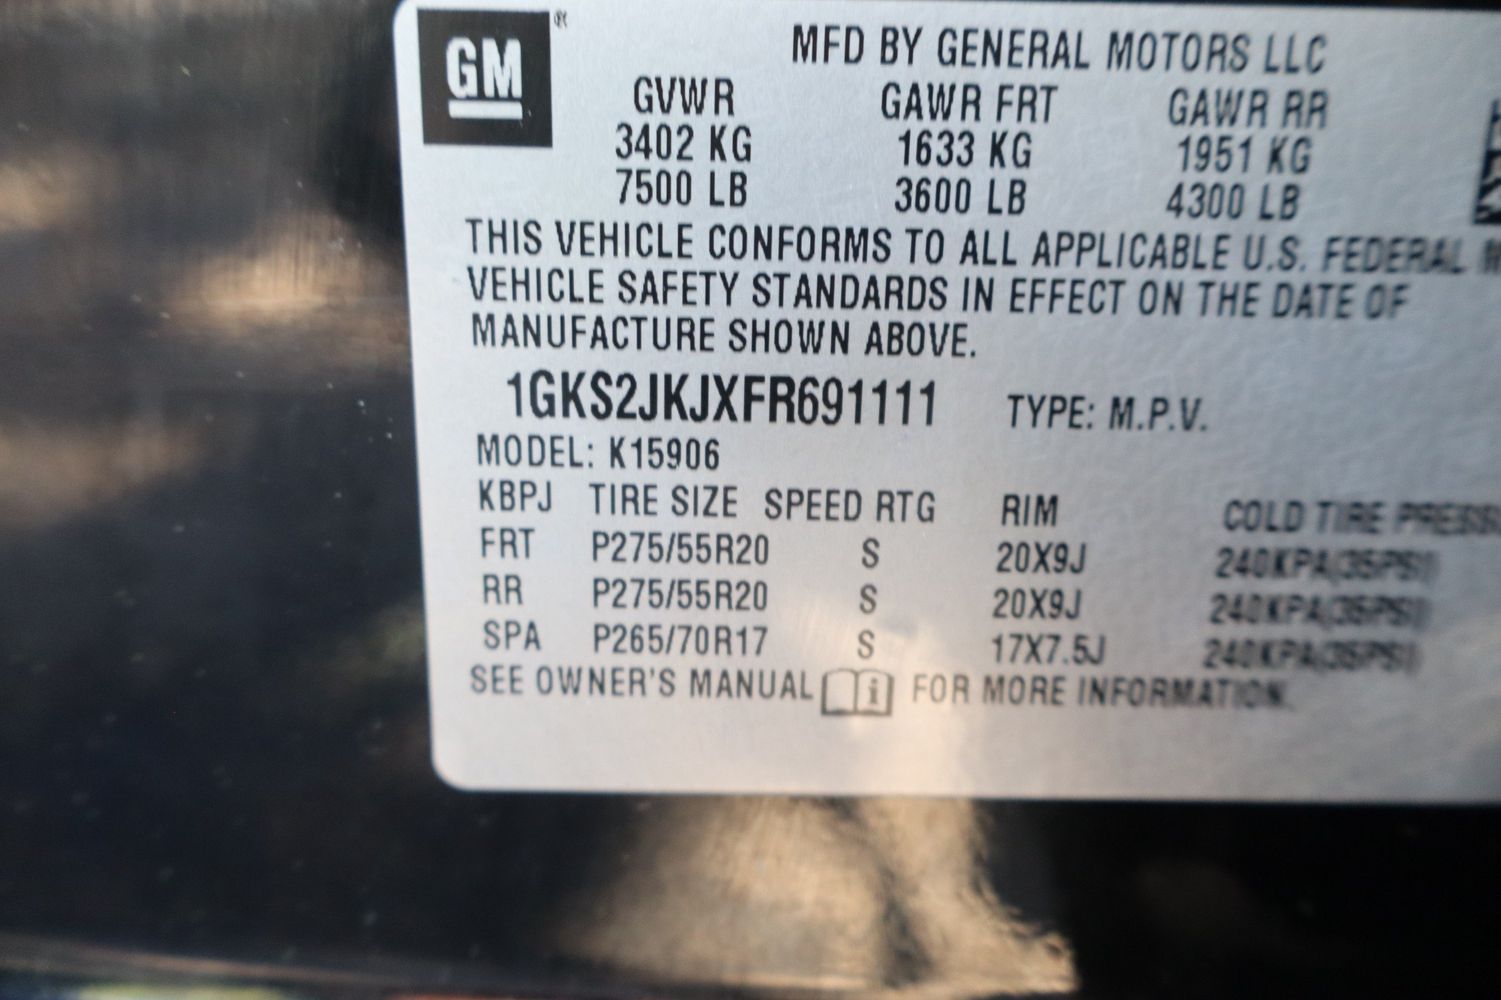 GM ®
MFD BY GENERAL MOTORS LLC
GVWR GAWR FRT GAWR RR
3402 KG 1633 KG 1951 KG
7500 LB 3600 LB 4300 LB
THIS VEHICLE CONFORMS TO ALL APPLICABLE U.S. FEDERAL
VEHICLE SAFETY STANDARDS IN EFFECT ON THE DATE OF
MANUFACTURE SHOWN ABOVE.
1GKS2JKJXFR691111 TYPE: M.P.V.
MODEL: K15906
KBPJ TIRE SIZE SPEED RTG RIM COLD TIRE
FRT P275/55R20 S 20X9J 240KPA(35PSI)
RR P275/55R20 S 20X9J 240KPA(35PSI)
SPA P265/70R17 S 17X7.5J 240KPA(35PSI)
SEE OWNER'S MANUAL FOR MORE INFORMATION.